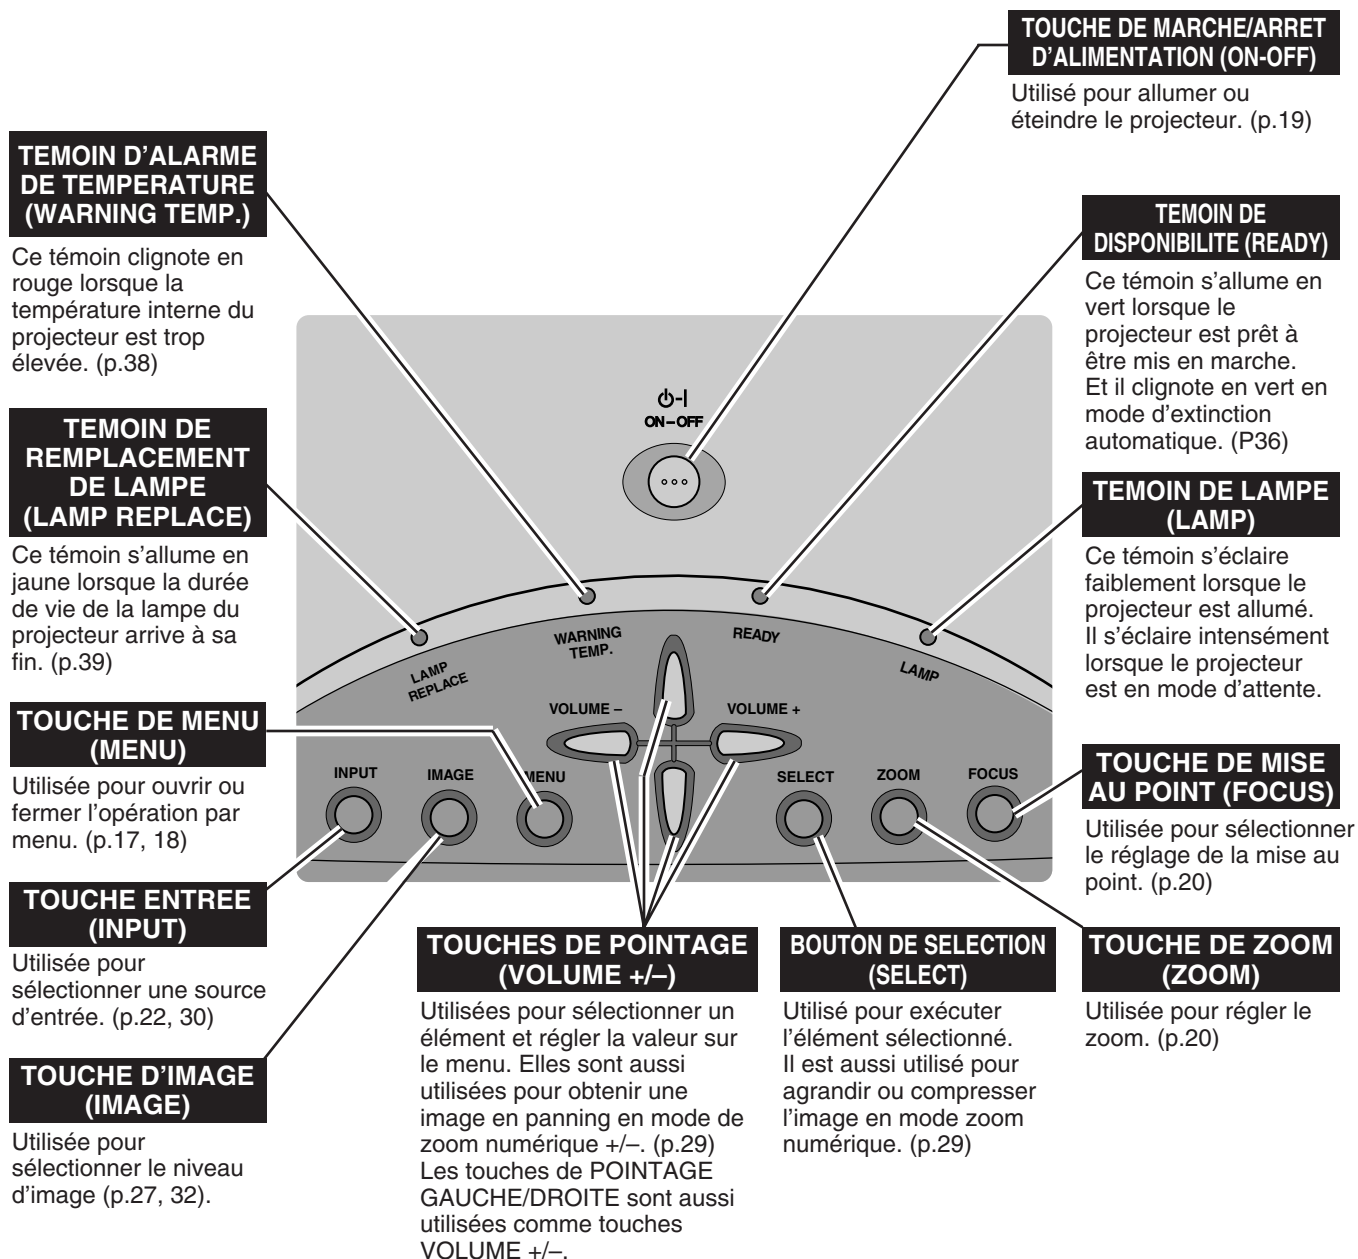 TOUCHE DE MARCHE/ARRET
D’ALIMENTATION (ON-OFF)
Utilisé pour allumer ou
éteindre le projecteur. (p.19)
TEMOIN D’ALARME
DE TEMPERATURE
(WARNING TEMP.)
Ce témoin clignote en
rouge lorsque la
température interne du
projecteur est trop
élevée. (p.38)
TEMOIN DE
DISPONIBILITE (READY)
Ce témoin s’allume en
vert lorsque le
projecteur est prêt à
être mis en marche.
Et il clignote en vert en
mode d’extinction
automatique. (P36)
TEMOIN DE
REMPLACEMENT
DE LAMPE
(LAMP REPLACE)
Ce témoin s’allume en
jaune lorsque la durée
de vie de la lampe du
projecteur arrive à sa
fin. (p.39)
TEMOIN DE LAMPE
(LAMP)
Ce témoin s’éclaire
faiblement lorsque le
projecteur est allumé.
Il s’éclaire intensément
lorsque le projecteur
est en mode d’attente.
ON–OFF
LAMP
REPLACE
WARNING
TEMP.
READY
LAMP
VOLUME –
VOLUME +
INPUT
IMAGE
MENU
SELECT
ZOOM
FOCUS
TOUCHE DE MENU
(MENU)
Utilisée pour ouvrir ou
fermer l’opération par
menu. (p.17, 18)
TOUCHE DE MISE
AU POINT (FOCUS)
Utilisée pour sélectionner
le réglage de la mise au
point. (p.20)
TOUCHE ENTREE
(INPUT)
Utilisée pour
sélectionner une source
d’entrée. (p.22, 30)
TOUCHE D’IMAGE
(IMAGE)
Utilisée pour
sélectionner le niveau
d’image (p.27, 32).
TOUCHES DE POINTAGE
(VOLUME +/–)
Utilisées pour sélectionner un
élément et régler la valeur sur
le menu. Elles sont aussi
utilisées pour obtenir une
image en panning en mode de
zoom numérique +/–. (p.29)
Les touches de POINTAGE
GAUCHE/DROITE sont aussi
utilisées comme touches
VOLUME +/–.
BOUTON DE SELECTION
(SELECT)
Utilisé pour exécuter
l’élément sélectionné.
Il est aussi utilisé pour
agrandir ou compresser
l’image en mode zoom
numérique. (p.29)
TOUCHE DE ZOOM
(ZOOM)
Utilisée pour régler le
zoom. (p.20)